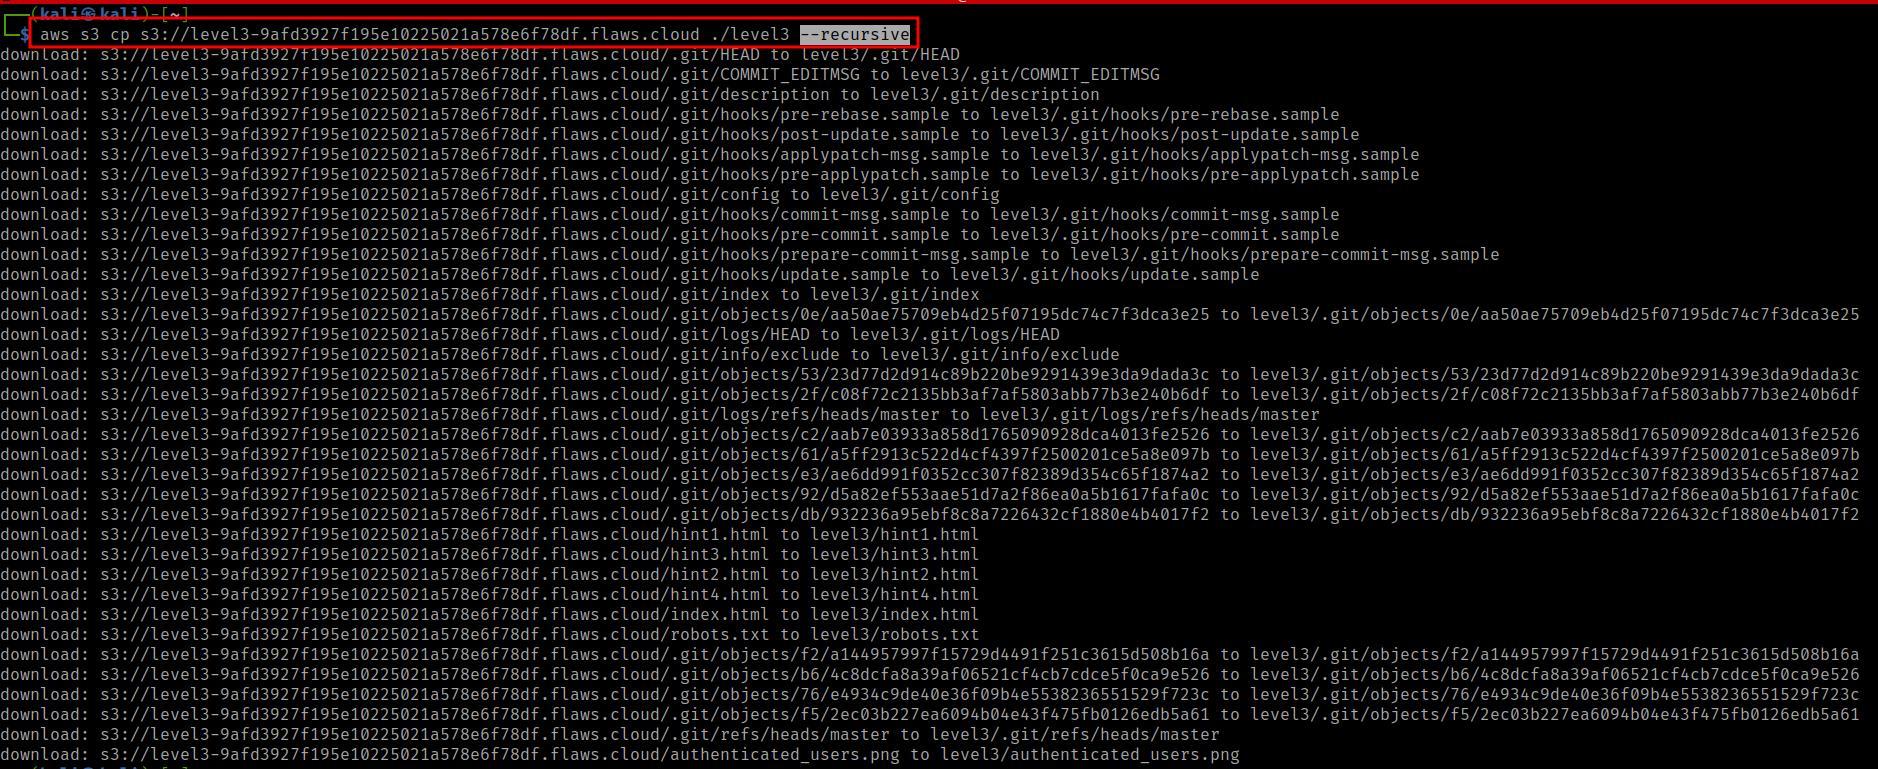 (kali㉿kali)-[~]
$ aws s3 cp s3://level3-9afd3927f195e10225021a578e6f78df.flaws.cloud ./level3 --recursive
download: s3://level3-9afd3927f195e10225021a578e6f78df.flaws.cloud/.git/HEAD to level3/.git/HEAD
download: s3://level3-9afd3927f195e10225021a578e6f78df.flaws.cloud/.git/COMMIT_EDITMSG to level3/.git/COMMIT_EDITMSG
download: s3://level3-9afd3927f195e10225021a578e6f78df.flaws.cloud/.git/description to level3/.git/description
download: s3://level3-9afd3927f195e10225021a578e6f78df.flaws.cloud/.git/hooks/pre-rebase.sample to level3/.git/hooks/pre-rebase.sample
download: s3://level3-9afd3927f195e10225021a578e6f78df.flaws.cloud/.git/hooks/post-update.sample to level3/.git/hooks/post-update.sample
download: s3://level3-9afd3927f195e10225021a578e6f78df.flaws.cloud/.git/hooks/applypatch-msg.sample to level3/.git/hooks/applypatch-msg.sample
download: s3://level3-9afd3927f195e10225021a578e6f78df.flaws.cloud/.git/hooks/pre-applypatch.sample to level3/.git/hooks/pre-applypatch.sample
download: s3://level3-9afd3927f195e10225021a578e6f78df.flaws.cloud/.git/config to level3/.git/config
download: s3://level3-9afd3927f195e10225021a578e6f78df.flaws.cloud/.git/hooks/commit-msg.sample to level3/.git/hooks/commit-msg.sample
download: s3://level3-9afd3927f195e10225021a578e6f78df.flaws.cloud/.git/hooks/pre-commit.sample to level3/.git/hooks/pre-commit.sample
download: s3://level3-9afd3927f195e10225021a578e6f78df.flaws.cloud/.git/hooks/prepare-commit-msg.sample to level3/.git/hooks/prepare-commit-msg.sample
download: s3://level3-9afd3927f195e10225021a578e6f78df.flaws.cloud/.git/hooks/update.sample to level3/.git/hooks/update.sample
download: s3://level3-9afd3927f195e10225021a578e6f78df.flaws.cloud/.git/index to level3/.git/index
download: s3://level3-9afd3927f195e10225021a578e6f78df.flaws.cloud/.git/objects/0e/aa50ae75709eb4d25f07195dc74c7f3dca3e25 to level3/.git/objects/0e/aa50ae75709eb4d25f07195dc74c7f3dca3e25
download: s3://level3-9afd3927f195e10225021a578e6f78df.flaws.cloud/.git/logs/HEAD to level3/.git/logs/HEAD
download: s3://level3-9afd3927f195e10225021a578e6f78df.flaws.cloud/.git/info/exclude to level3/.git/info/exclude
download: s3://level3-9afd3927f195e10225021a578e6f78df.flaws.cloud/.git/objects/53/23d77d2d914c89b220be9291439e3da9dada3c to level3/.git/objects/53/23d77d2d914c89b220be9291439e3da9dada3c
download: s3://level3-9afd3927f195e10225021a578e6f78df.flaws.cloud/.git/objects/2f/c08f72c2135bb3af7af5803abb77b3e240b6df to level3/.git/objects/2f/c08f72c2135bb3af7af5803abb77b3e240b6df
download: s3://level3-9afd3927f195e10225021a578e6f78df.flaws.cloud/.git/logs/refs/heads/master to level3/.git/logs/refs/heads/master
download: s3://level3-9afd3927f195e10225021a578e6f78df.flaws.cloud/.git/objects/c2/aab7e03933a858d1765090928dca4013fe2526 to level3/.git/objects/c2/aab7e03933a858d1765090928dca4013fe2526
download: s3://level3-9afd3927f195e10225021a578e6f78df.flaws.cloud/.git/objects/61/a5ff2913c522d4cf4397f2500201ce5a8e097b to level3/.git/objects/61/a5ff2913c522d4cf4397f2500201ce5a8e097b
download: s3://level3-9afd3927f195e10225021a578e6f78df.flaws.cloud/.git/objects/e3/ae6dd991f0352cc307f82389d354c65f1874a2 to level3/.git/objects/e3/ae6dd991f0352cc307f82389d354c65f1874a2
download: s3://level3-9afd3927f195e10225021a578e6f78df.flaws.cloud/.git/objects/92/d5a82ef553aae51d7a2f86ea0a5b1617fafa0c to level3/.git/objects/92/d5a82ef553aae51d7a2f86ea0a5b1617fafa0c
download: s3://level3-9afd3927f195e10225021a578e6f78df.flaws.cloud/.git/objects/db/932236a95ebf8c8a7226432cf1880e4b4017f2 to level3/.git/objects/db/932236a95ebf8c8a7226432cf1880e4b4017f2
download: s3://level3-9afd3927f195e10225021a578e6f78df.flaws.cloud/hint1.html to level3/hint1.html
download: s3://level3-9afd3927f195e10225021a578e6f78df.flaws.cloud/hint3.html to level3/hint3.html
download: s3://level3-9afd3927f195e10225021a578e6f78df.flaws.cloud/hint2.html to level3/hint2.html
download: s3://level3-9afd3927f195e10225021a578e6f78df.flaws.cloud/hint4.html to level3/hint4.html
download: s3://level3-9afd3927f195e10225021a578e6f78df.flaws.cloud/index.html to level3/index.html
download: s3://level3-9afd3927f195e10225021a578e6f78df.flaws.cloud/robots.txt to level3/robots.txt
download: s3://level3-9afd3927f195e10225021a578e6f78df.flaws.cloud/.git/objects/f2/a144957997f15729d4491f251c3615d508b16a to level3/.git/objects/f2/a144957997f15729d4491f251c3615d508b16a
download: s3://level3-9afd3927f195e10225021a578e6f78df.flaws.cloud/.git/objects/b6/4c8dcfa8a39af06521cf4cb7cdce5f0ca9e526 to level3/.git/objects/b6/4c8dcfa8a39af06521cf4cb7cdce5f0ca9e526
download: s3://level3-9afd3927f195e10225021a578e6f78df.flaws.cloud/.git/objects/76/e4934c9de40e36f09b4e5538236551529f723c to level3/.git/objects/76/e4934c9de40e36f09b4e5538236551529f723c
download: s3://level3-9afd3927f195e10225021a578e6f78df.flaws.cloud/.git/objects/f5/2ec03b227ea6094b04e43f475fb0126edb5a61 to level3/.git/objects/f5/2ec03b227ea6094b04e43f475fb0126edb5a61
download: s3://level3-9afd3927f195e10225021a578e6f78df.flaws.cloud/.git/refs/heads/master to level3/.git/refs/heads/master
download: s3://level3-9afd3927f195e10225021a578e6f78df.flaws.cloud/authenticated_users.png to level3/authenticated_users.png